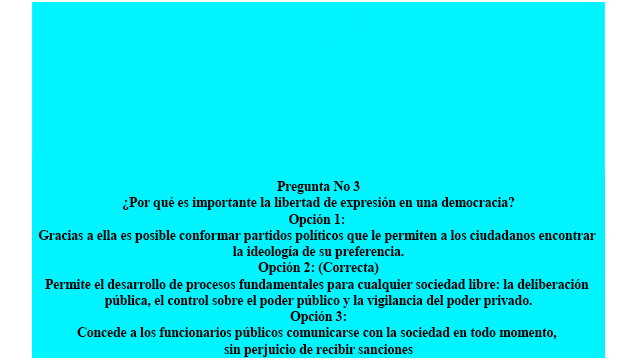 Pregunta No 3
¿Por qué es importante la libertad de expresión en una democracia?
Opción 1:
Gracias a ella es posible conformar partidos políticos que le permiten a los ciudadanos encontrar
la ideología de su preferencia.
Opción 2: (Correcta)
Permite el desarrollo de procesos fundamentales para cualquier sociedad libre: la deliberación
pública, el control sobre el poder público y la vigilancia del poder privado.
Opción 3:
Concede a los funcionarios públicos comunicarse con la sociedad en todo momento,
sin perjuicio de recibir sanciones